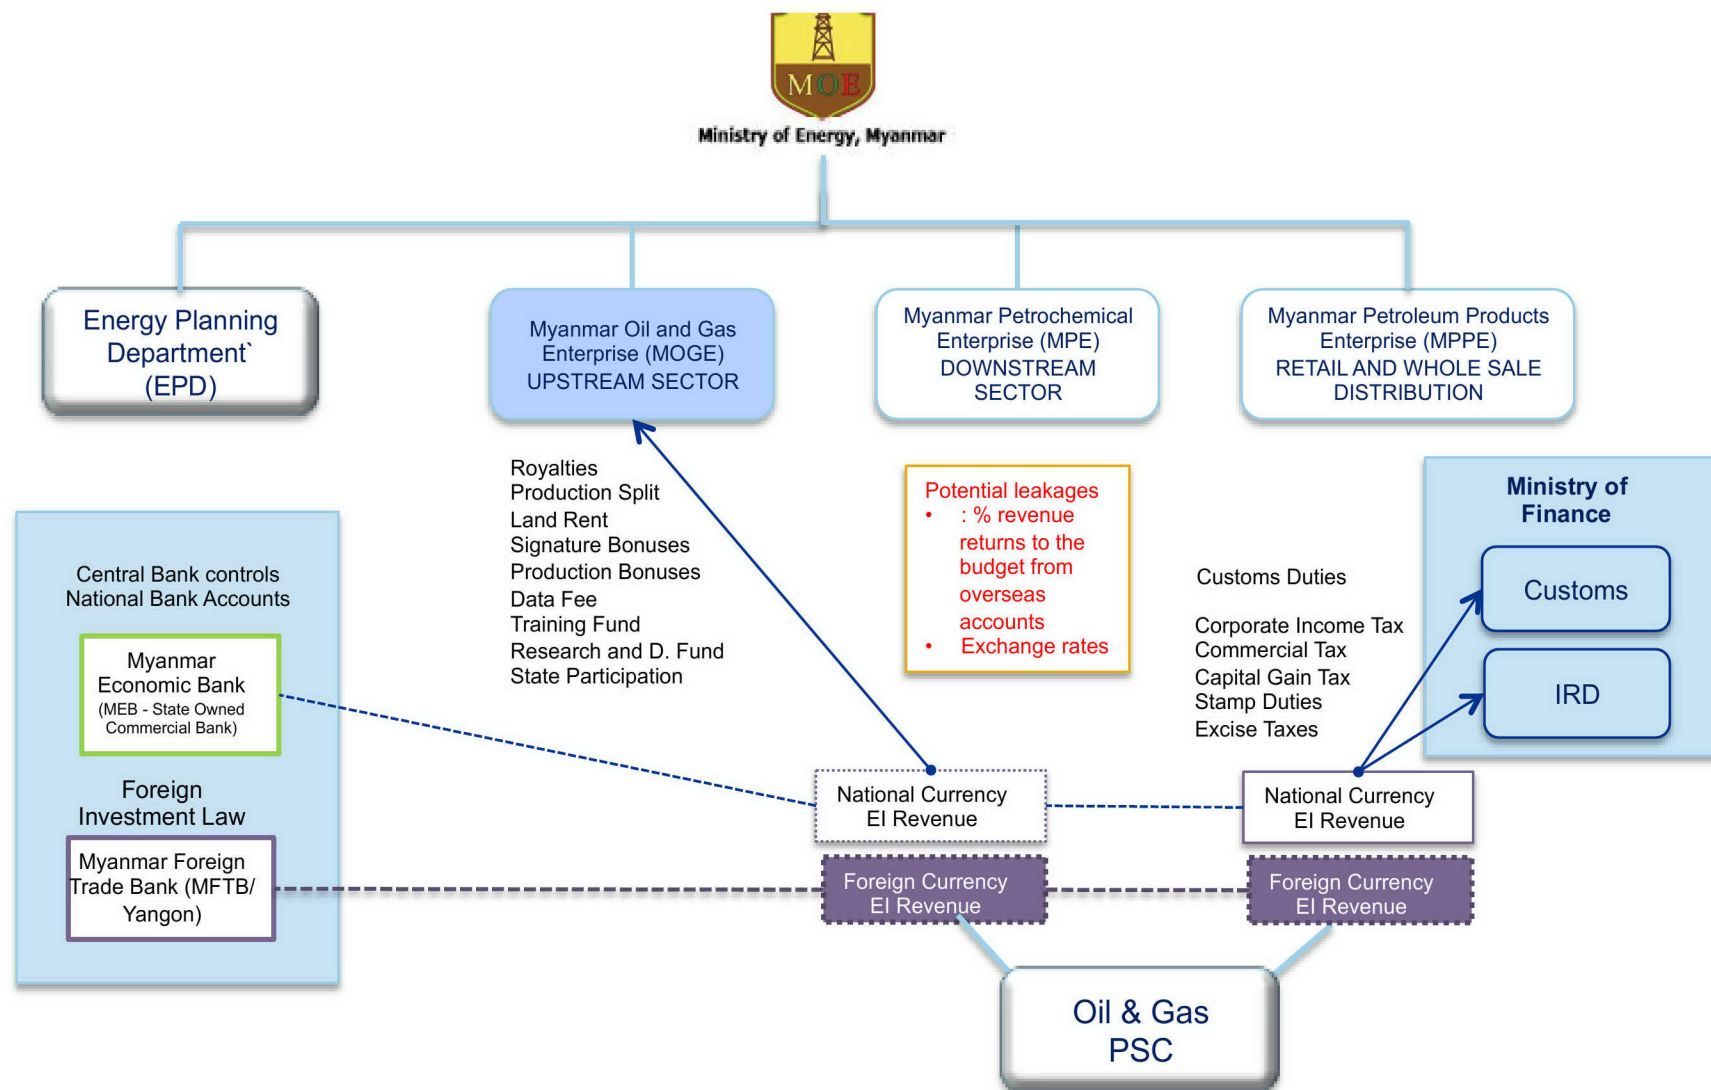 MOE
Ministry of Energy, Myanmar
Energy Planning
Department`
(EPD)
Myanmar Oil and Gas
Enterprise (MOGE)
UPSTREAM SECTOR
Myanmar Petrochemical
Enterprise (MPE)
DOWNSTREAM
SECTOR
Myanmar Petroleum Products
Enterprise (MPPE)
RETAIL AND WHOLE SALE
DISTRIBUTION
Royalties
Production Split
Land Rent
Signature Bonuses
Production Bonuses
Data Fee
Training Fund
Research and D. Fund
State Participation
Potential leakages
• : % revenue
returns to the
budget from
overseas
accounts
• Exchange rates
Ministry of
Finance
Customs
IRD
Customs Duties
Corporate Income Tax
Commercial Tax
Capital Gain Tax
Stamp Duties
Excise Taxes
Central Bank controls
National Bank Accounts
Myanmar
Economic Bank
(MEB - State Owned
Commercial Bank)
Foreign
Investment Law
Myanmar Foreign
Trade Bank (MFTB/
Yangon)
National Currency
EI Revenue
National Currency
EI Revenue
Foreign Currency
EI Revenue
Foreign Currency
EI Revenue
Oil & Gas
PSC